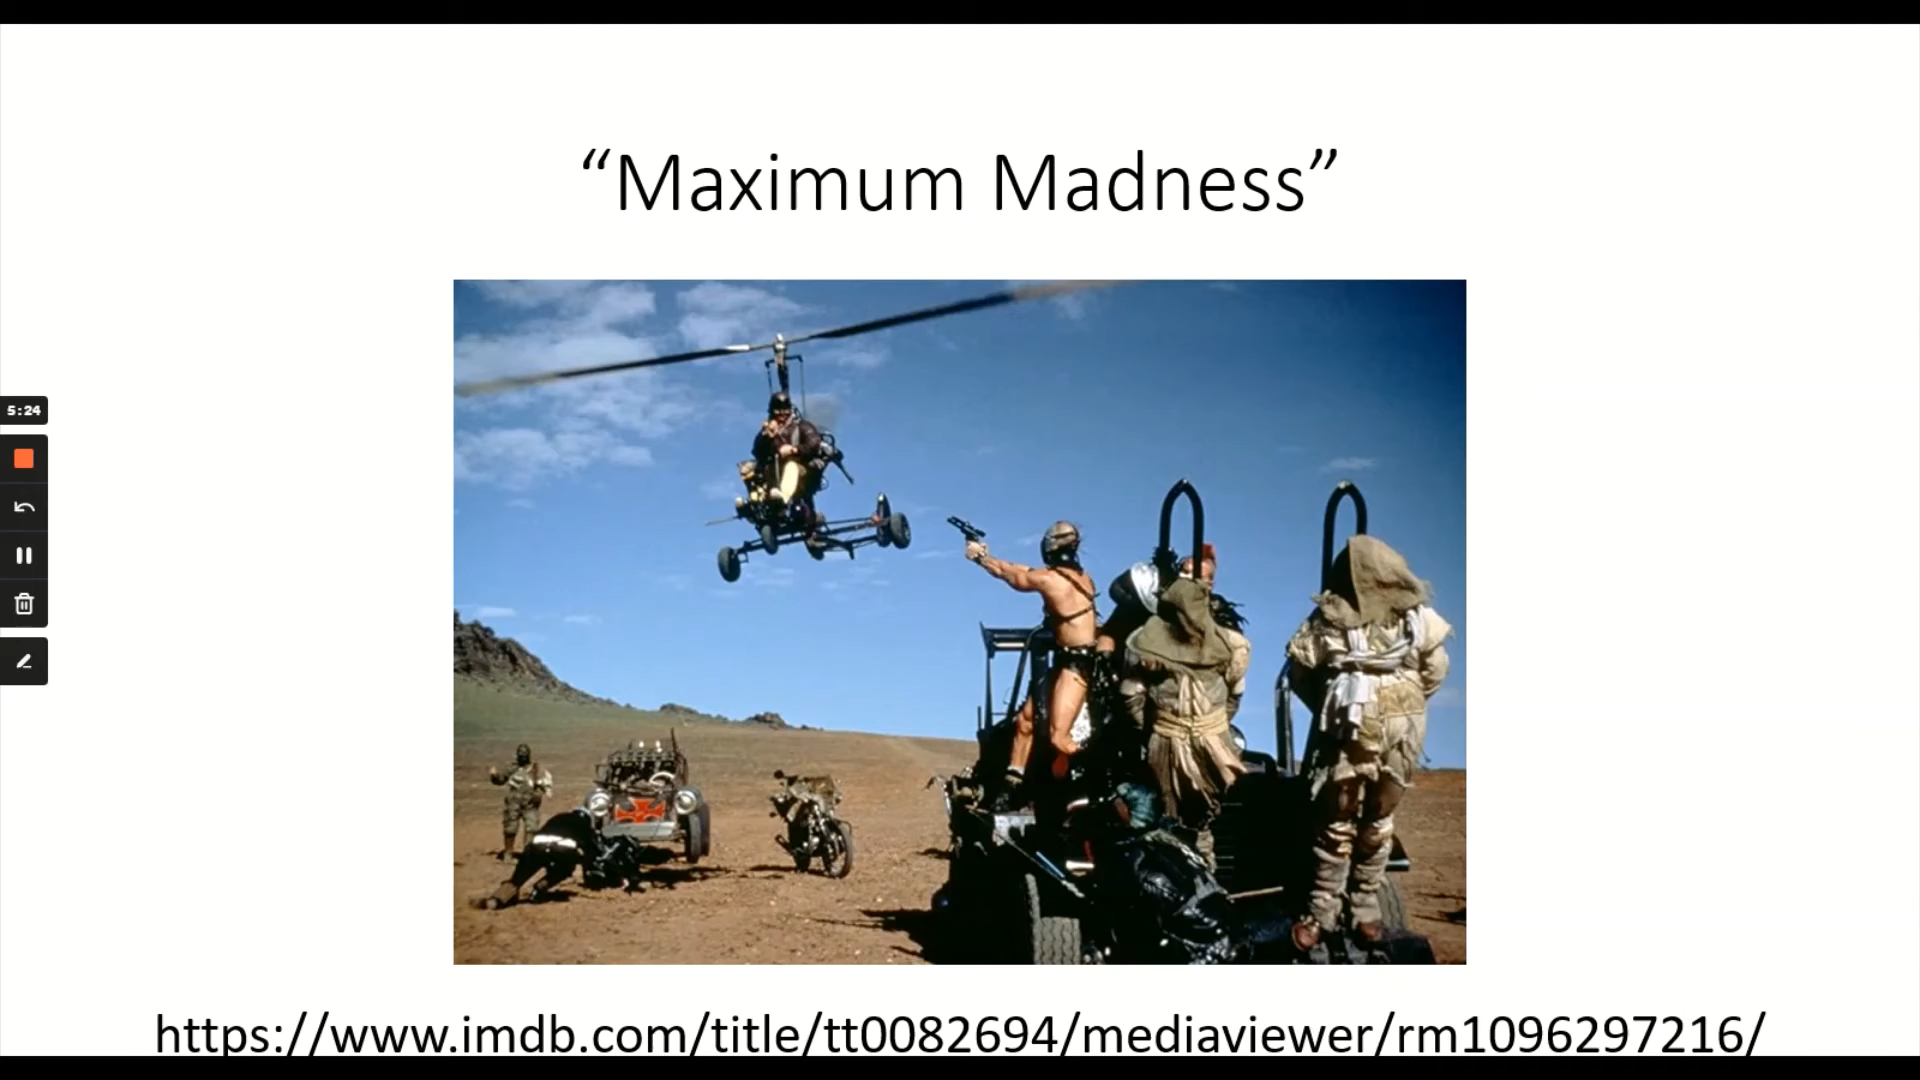 “Maximum Madness”
5:24
https://www.imdb.com/title/tt0082694/mediaviewer/rm1096297216/